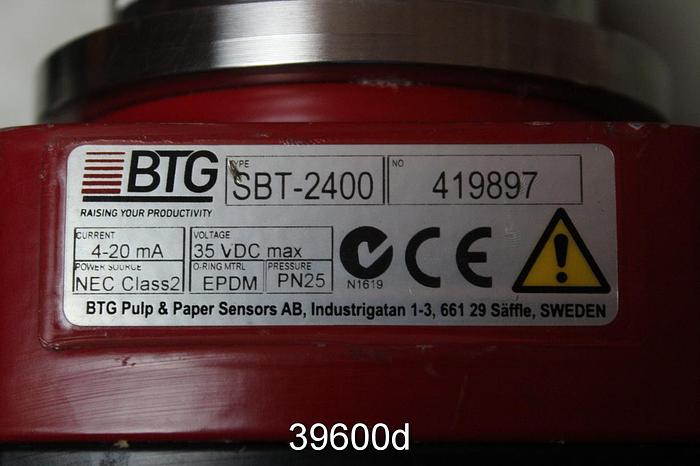 BTG
RAISING YOUR PRODUCTIVITY
TYPE
SBT-2400
NO
419897
CURRENT
4-20 mA
VOLTAGE
35 VDC max
POWER SOURCE
NEC Class2
O-RING MTRL
EPDM
PRESSURE
PN25
N1619
CE
BTG Pulp & Paper Sensors AB, Industrigatan 1-3, 661 29 Säffle, SWEDEN
39600d